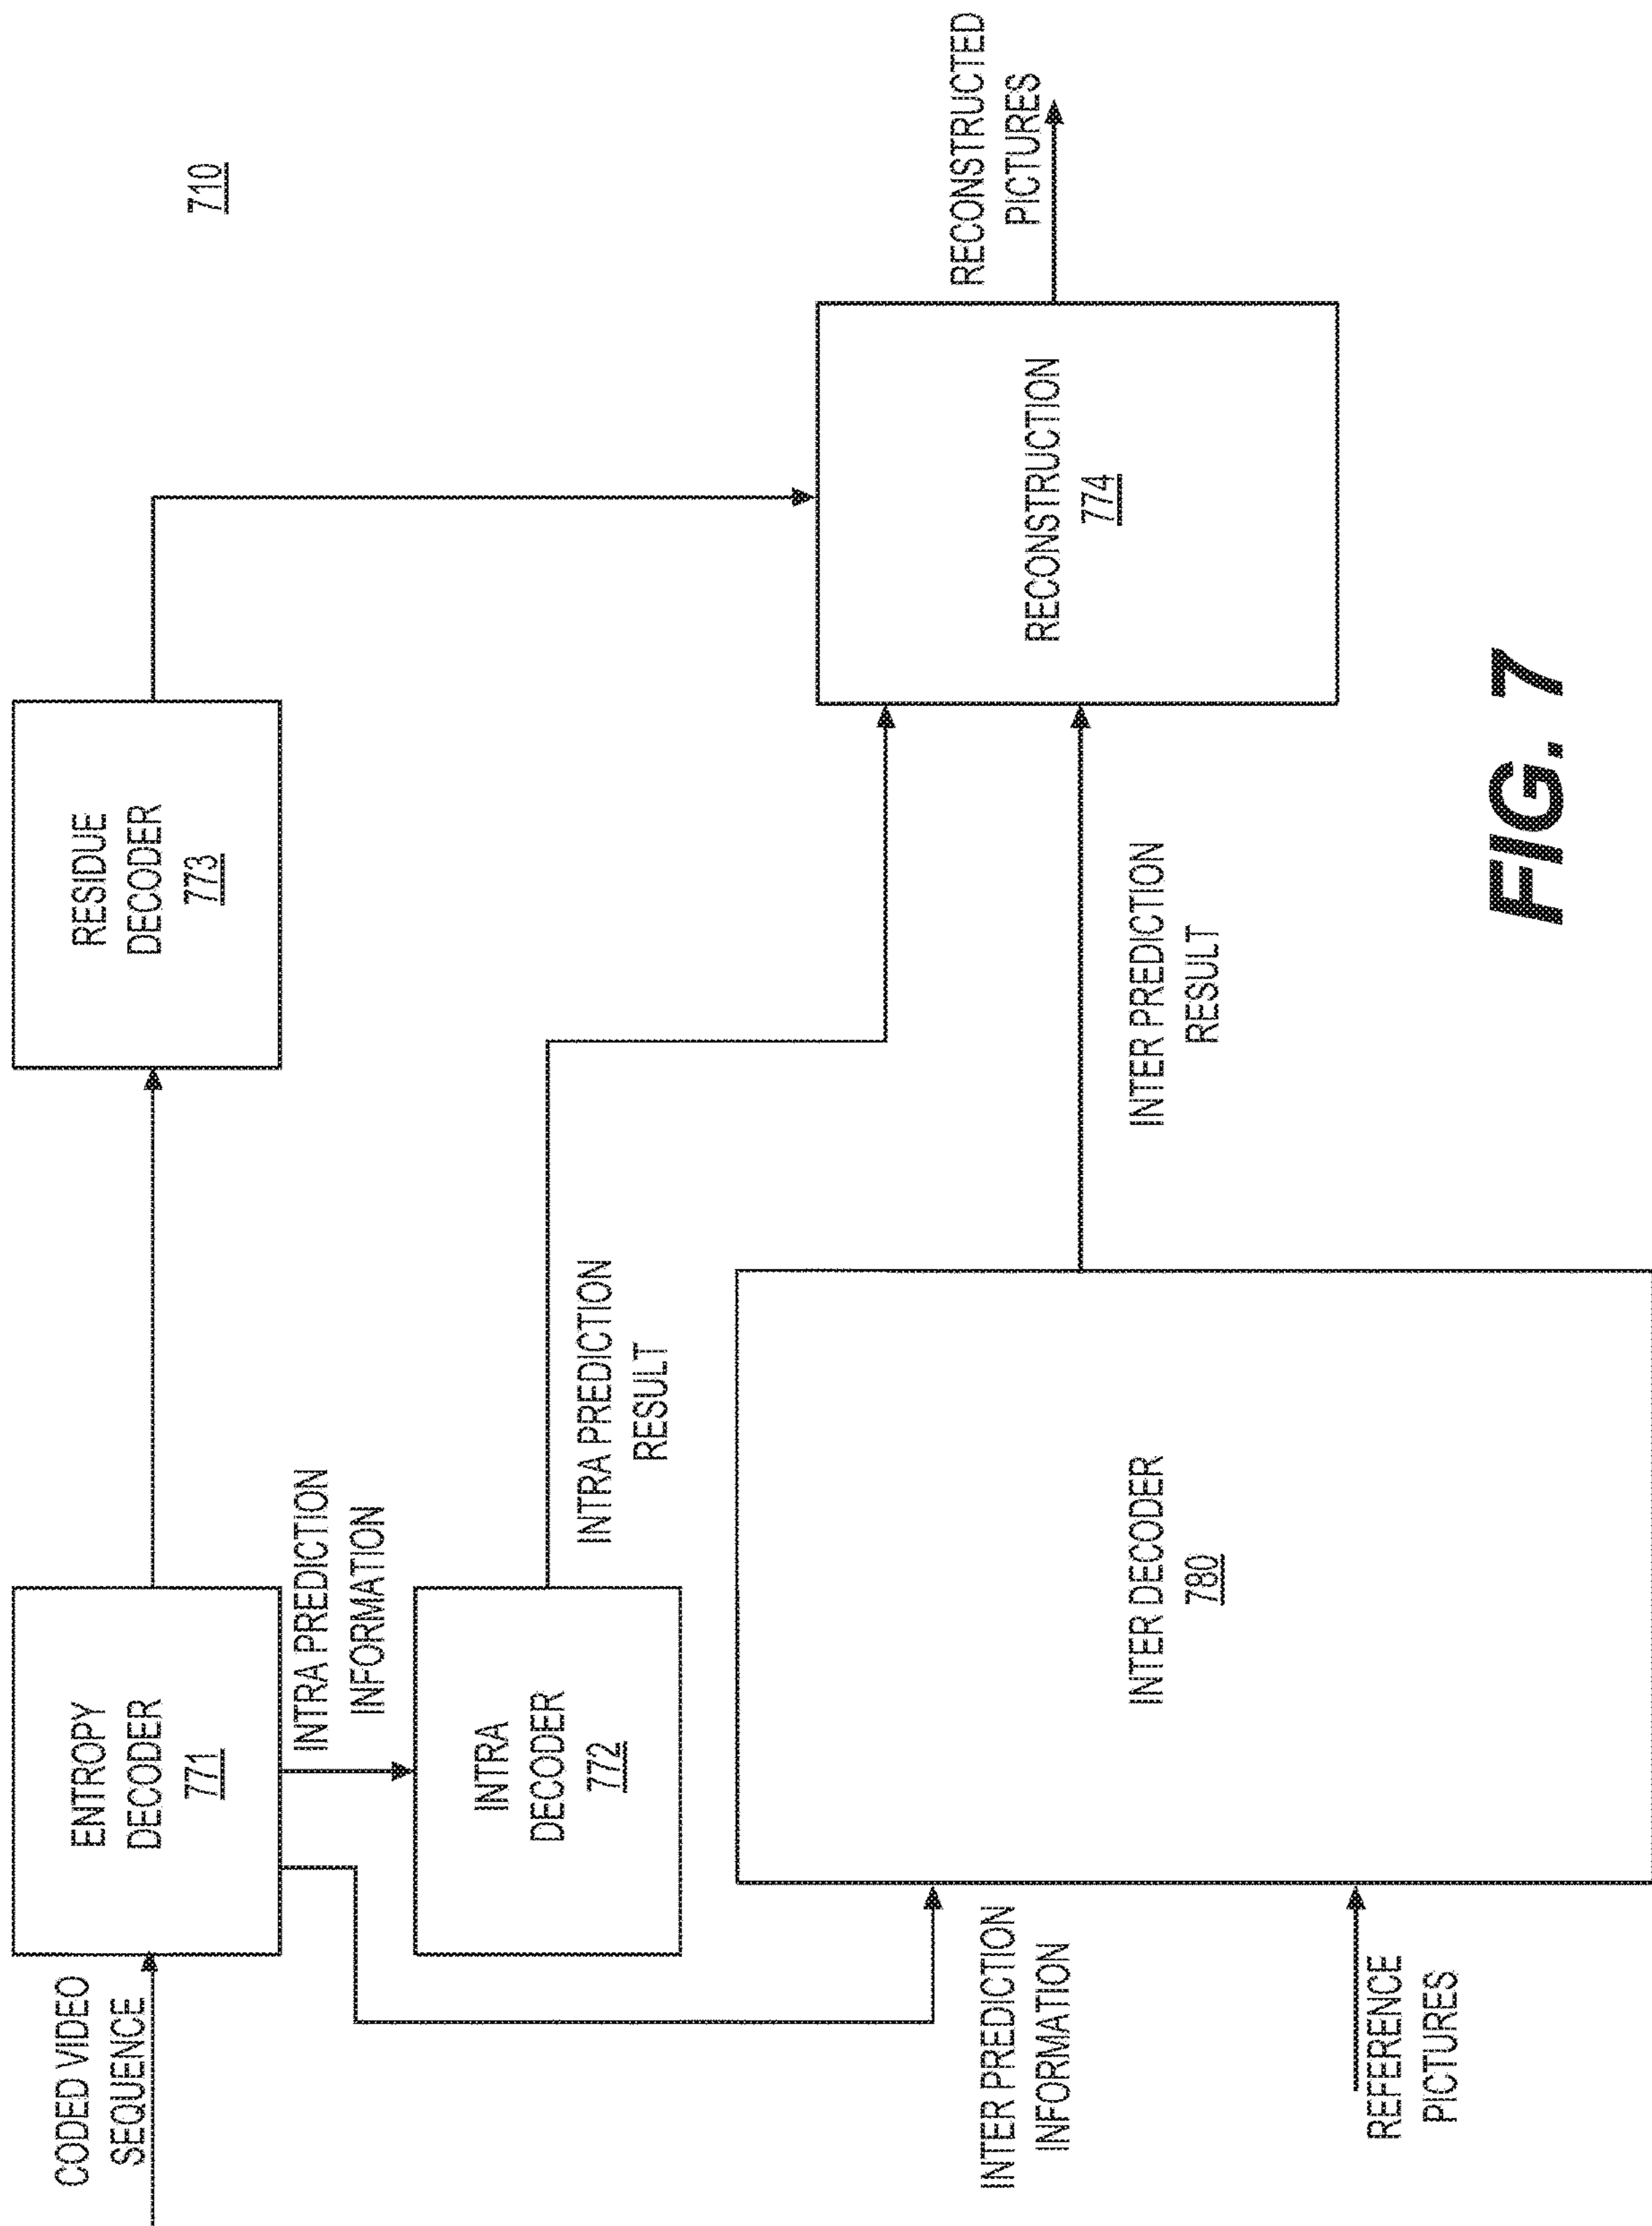 710
CODED VIDEO
SEQUENCE
ENTROPY
DECODER
771
RESIDUE
DECODER
773
INTRA PREDICTION
INFORMATION
INTRA
DECODER
772
INTRA PREDICTION
RESULT
INTER PREDICTION
INFORMATION
REFERENCE
PICTURES
INTER DECODER
780
INTER PREDICTION
RESULT
RECONSTRUCTION
774
RECONSTRUCTED
PICTURES
FIG. 7